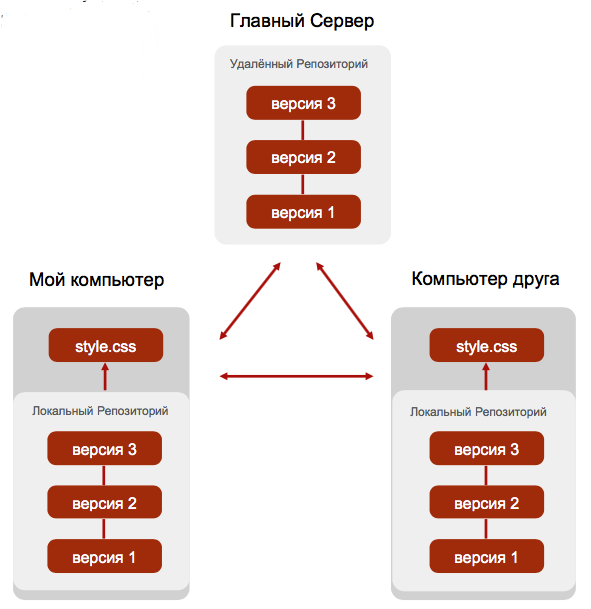 Главный Сервер
Удалённый Репозиторий
версия 3
версия 2
версия 1
Мой компьютер
style.css
Локальный Репозиторий
версия 3
версия 2
версия 1
Компьютер друга
style.css
Локальный Репозиторий
версия 3
версия 2
версия 1